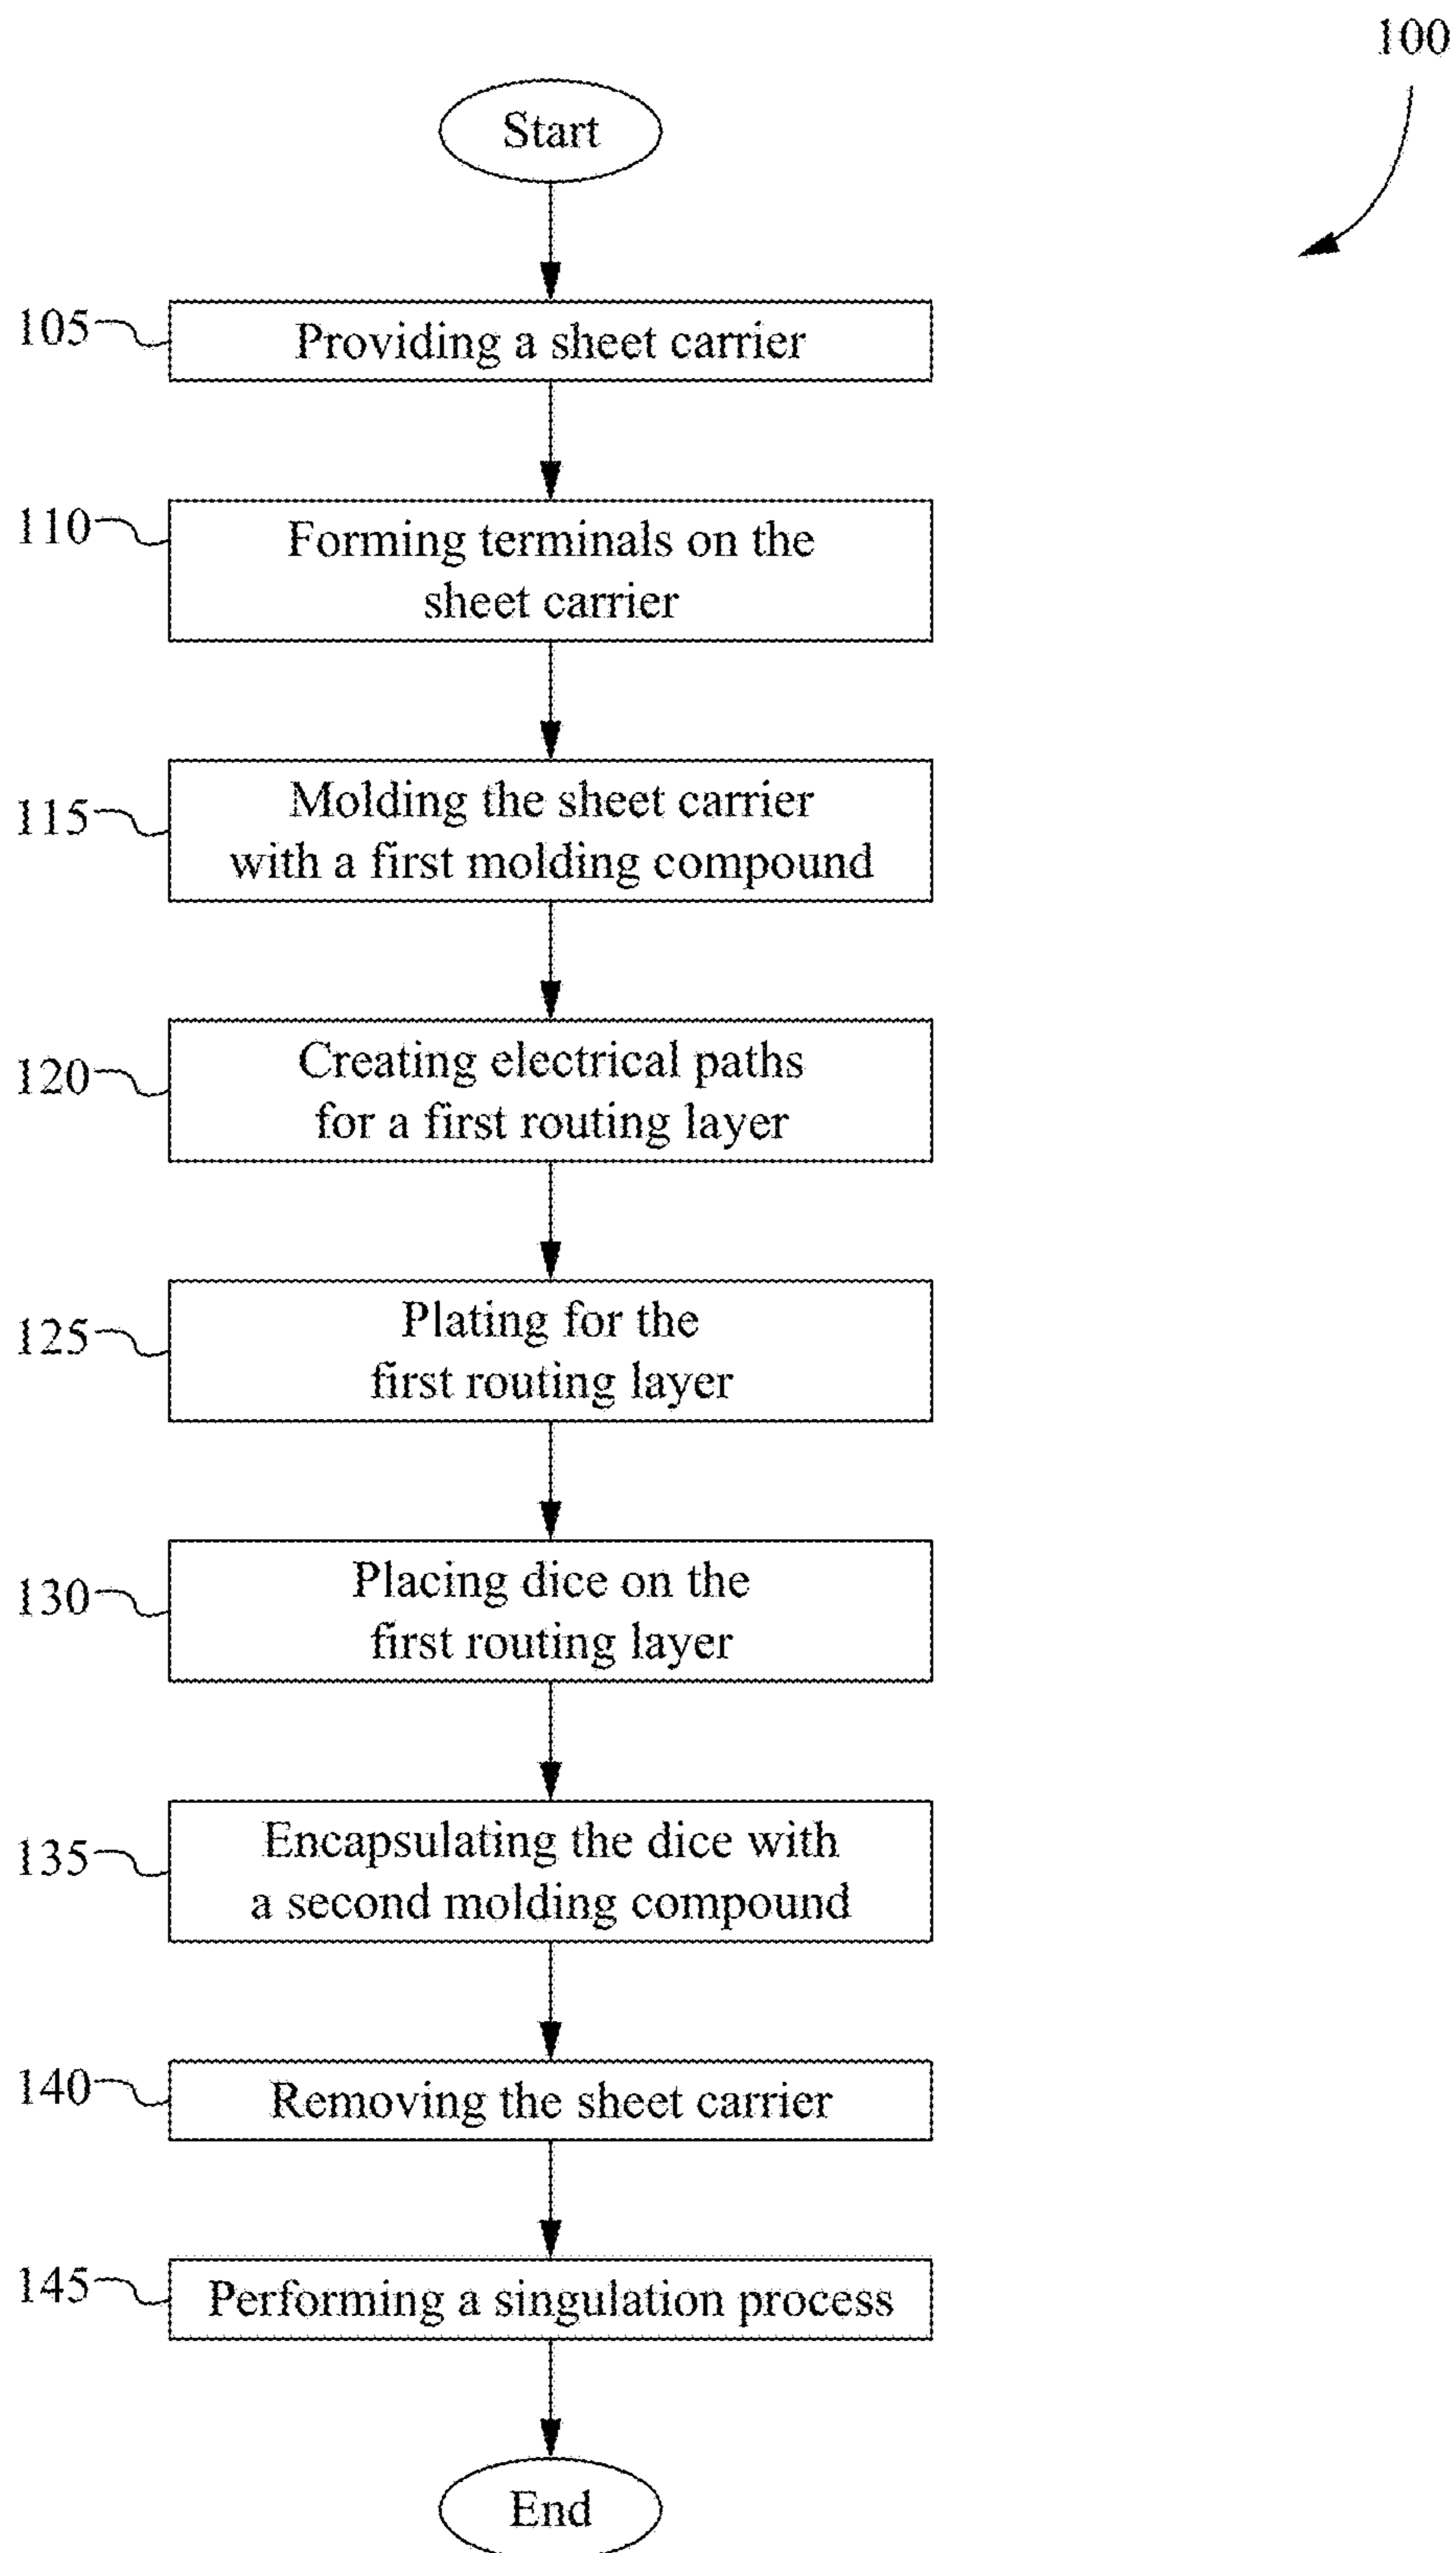 100
Start
105
Providing a sheet carrier
110
Forming terminals on the
sheet carrier
115
Molding the sheet carrier
with a first molding compound
120
Creating electrical paths
for a first routing layer
125
Plating for the
first routing layer
130
Placing dice on the
first routing layer
135
Encapsulating the dice with
a second molding compound
140
Removing the sheet carrier
145
Performing a singulation process
End